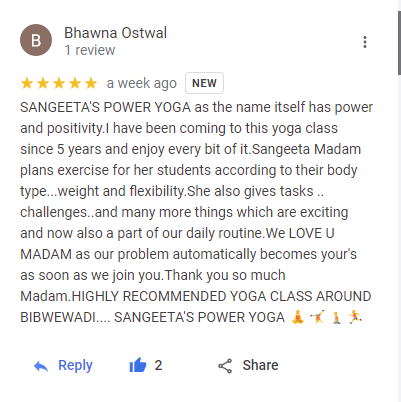 B
Bhawna Ostwal
1 review
a week ago NEW
SANGEETA'S POWER YOGA as the name itself has power
and positivity.I have been coming to this yoga class
since 5 years and enjoy every bit of it.Sangeeta Madam
plans exercise for her students according to their body
type...weight and flexibility.She also gives tasks ..
challenges..and many more things which are exciting
and now also a part of our daily routine.We LOVE U
MADAM as our problem automatically becomes your's
as soon as we join you.Thank you so much
Madam.HIGHLY RECOMMENDED YOGA CLASS AROUND
BIBWEWADI.... SANGEETA'S POWER YOGA
Reply 2 Share